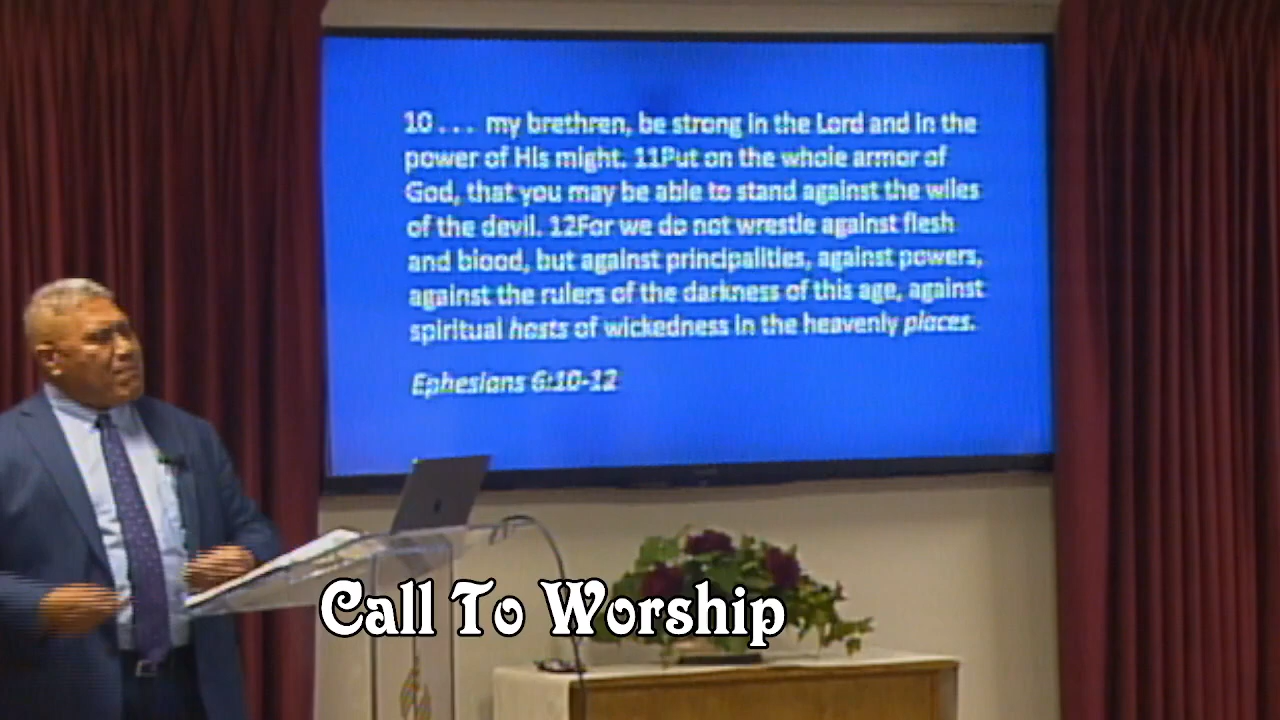 10 . . . my brethren, be strong in the Lord and in the
power of His might. 11Put on the whole armor of
God, that you may be able to stand against the wiles
of the devil. 12For we do not wrestle against flesh
and blood, but against principalities, against powers,
against the rulers of the darkness of this age, against
spiritual hosts of wickedness in the heavenly places.
Ephesians 6:10-12
Call To Worship